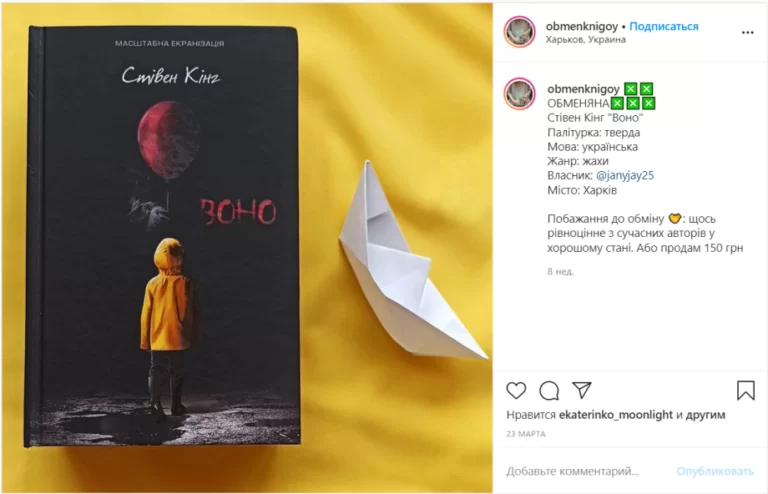 МАСШТАБНА ЕКРАНІЗАЦІЯ
Стівен Кінг
ВОНО
obmenknigoy • Подписаться
Харьков, Украина
obmenknigoy ❎❎
ОБМЕНЯНА❎❎❎
Стівен Кінг "Воно"
Палітурка: тверда
Мова: українська
Жанр: жахи
Власник: @janyjay25
Місто: Харків
Побажання до обміну 🤝: щось
рівноцінне з сучасних авторів у
хорошому стані. Або продам 150 грн
8 нед.
Нравится ekaterinko_moonlight и другим
23 МАРТА
Добавьте комментарий...
Опубликовать